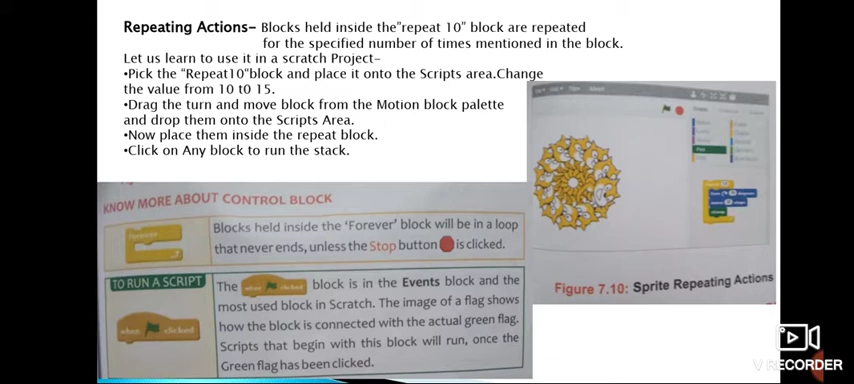 Repeating Actions- Blocks held inside the"repeat 10" block are repeated
for the specified number of times mentioned in the block.
Let us learn to use it in a scratch Project-
•Pick the "Repeat10"block and place it onto the Scripts area.Change
the value from 10 to 15.
•Drag the turn and move block from the Motion block palette
and drop them onto the Scripts Area.
•Now place them inside the repeat block.
•Click on Any block to run the stack.
KNOW MORE ABOUT CONTROL BLOCK
forever
Blocks held inside the 'Forever' block will be in a loop
that never ends, unless the Stop button is clicked.
TO RUN A SCRIPT
when clicked
The when clicked block is in the Events block and the
most used block in Scratch. The image of a flag shows
how the block is connected with the actual green flag.
Scripts that begin with this block will run, once the
Green flag has been clicked.
Figure 7.10: Sprite Repeating Actions
V RECORDER